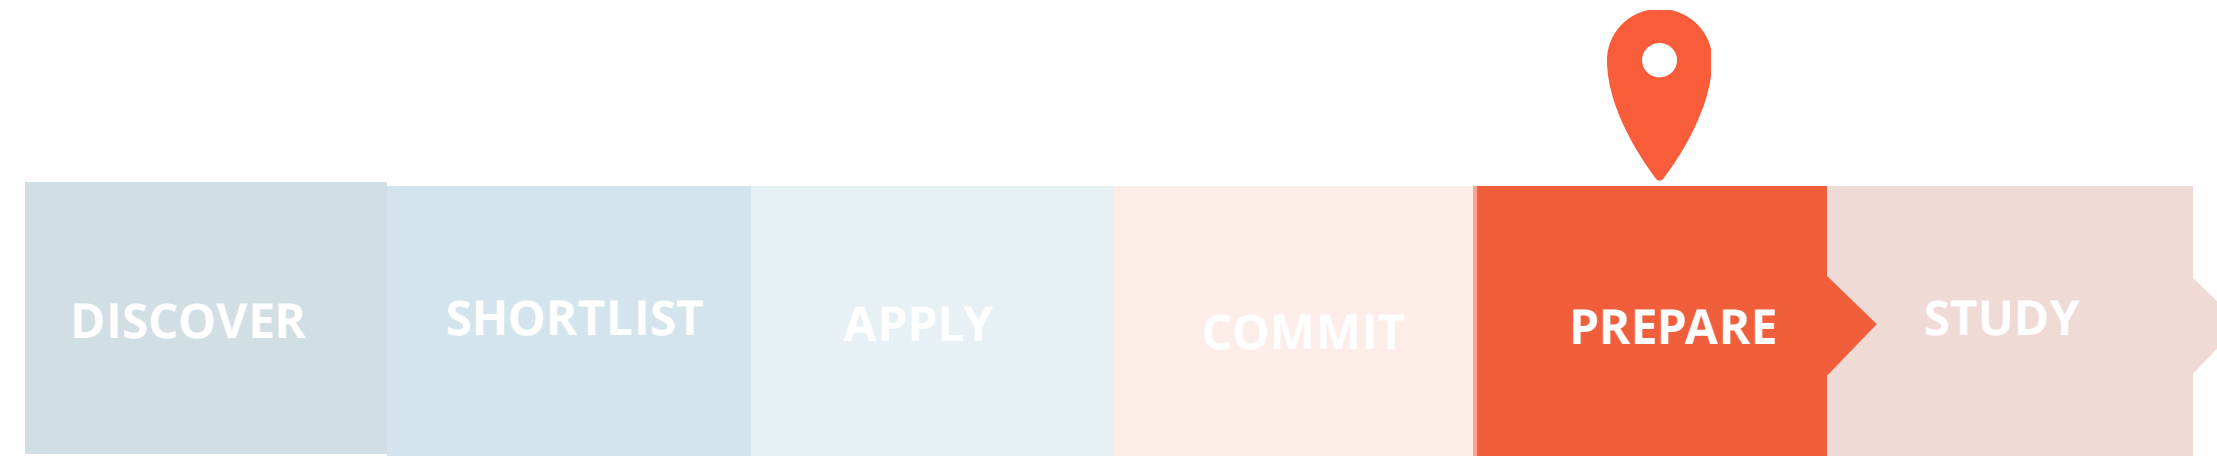 DISCOVER
SHORTLIST
APPLY
COMMIT
PREPARE
STUDY